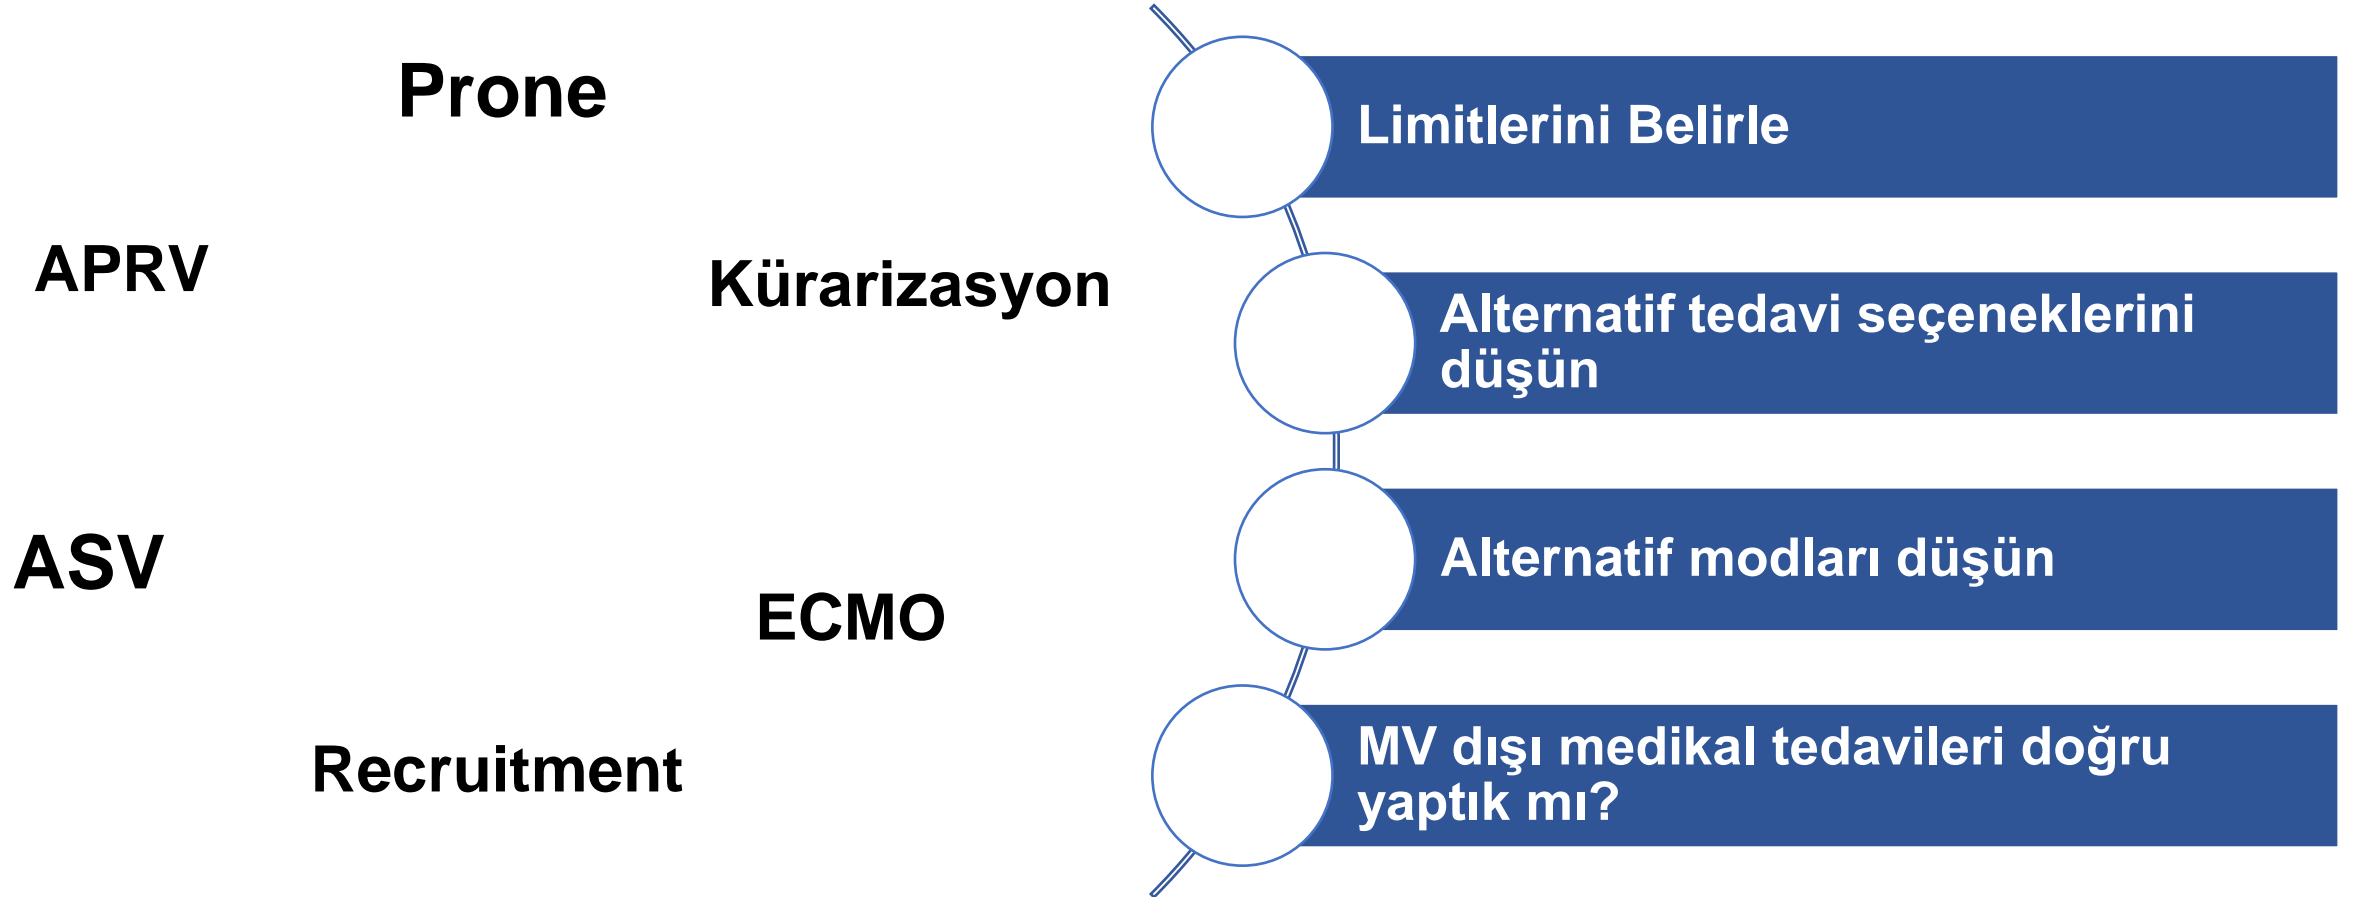 Prone
APRV
Kürarizasyon
ASV
ECMO
Recruitment
Limitlerini Belirle
Alternatif tedavi seçeneklerini
düşün
Alternatif modları düşün
MV dışı medikal tedavileri doğru
yaptık mı?